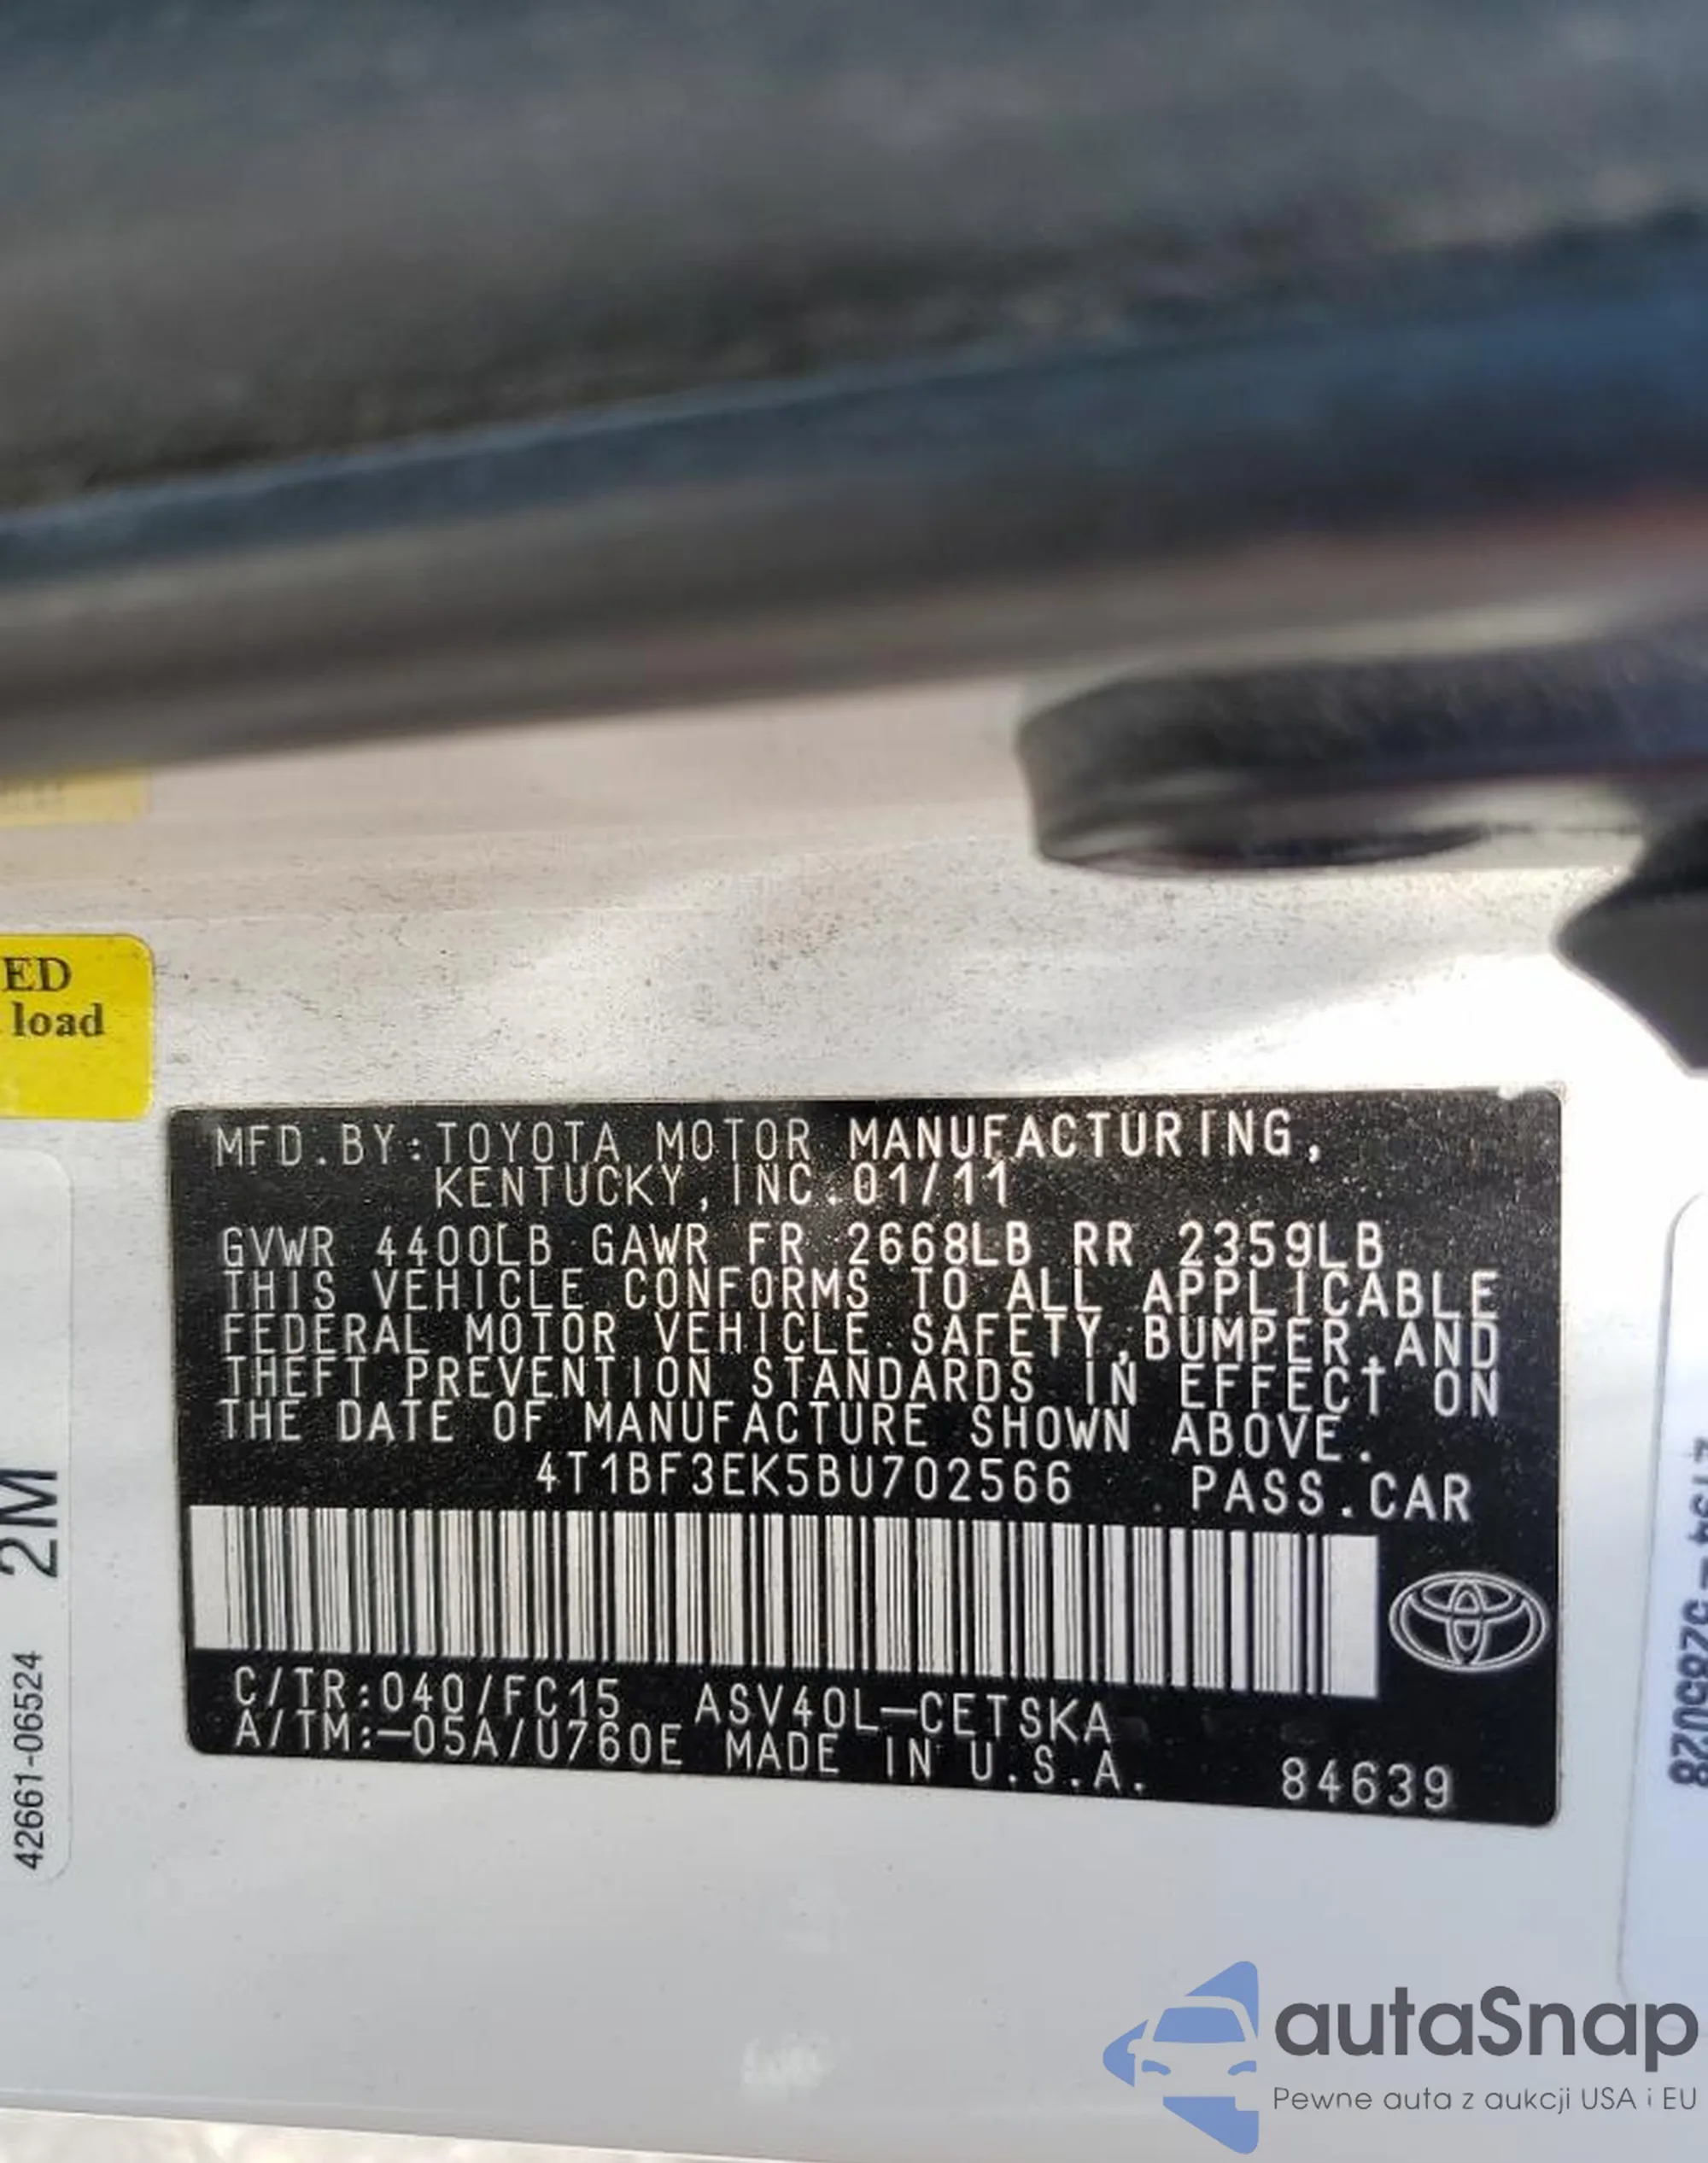 ED
load
MFD.BY:TOYOTA MOTOR MANUFACTURING,
KENTUCKY, INC.01/11
GVWR 4400LB GAWR FR 2668LB RR 2359LB
THIS VEHICLE CONFORMS TO ALL APPLICABLE
FEDERAL MOTOR VEHICLE SAFETY, BUMPER, AND
THEFT PREVENTION STANDARDS IN EFFECT ON
THE DATE OF MANUFACTURE SHOWN ABOVE.
4T1BF3EK5BU702566 PASS.CAR
C/TR:040/FC15 ASV40L-CETSKA
A/TM:-05A/U760E MADE IN U.S.A. 84639
42661-06524 2M
autaSnap
Pewne auta z aukcji USA i EU